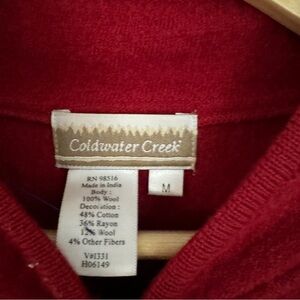 Coldwater Creek
RN 98516
Made in India
Body :
100% Wool
Decoration :
48% Cotton
36% Rayon
12% Wool
4% Other Fibers
V#1331
H06149
M